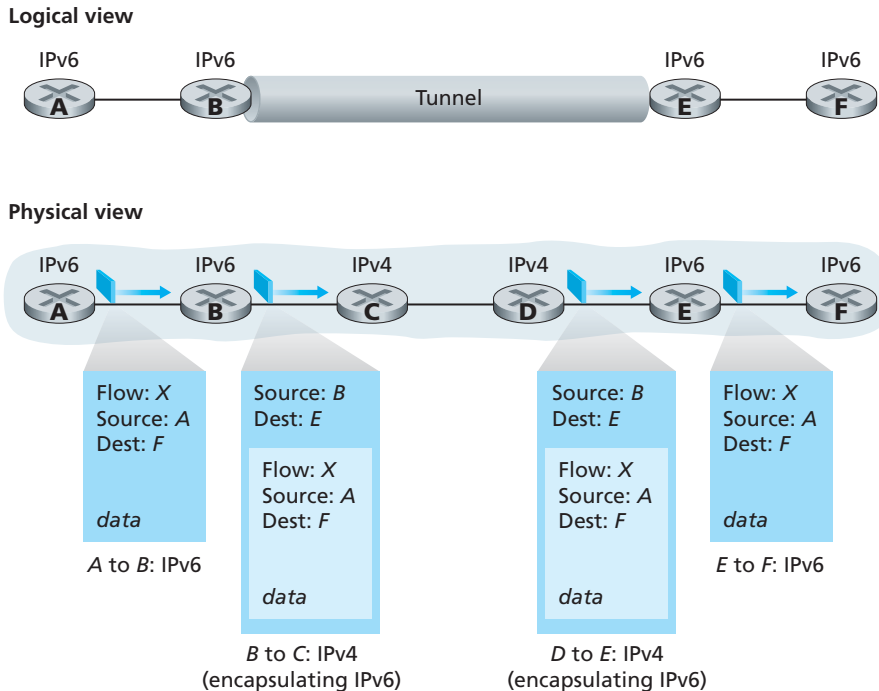 Logical view
IPv6 IPv6 IPv6 IPv6
A B Tunnel E F
Physical view
IPv6 IPv6 IPv4 IPv4 IPv6 IPv6
A B C D E F
Flow: X
Source: A
Dest: F
data
A to B: IPv6
Source: B
Dest: E
Flow: X
Source: A
Dest: F
data
B to C: IPv4
(encapsulating IPv6)
Source: B
Dest: E
Flow: X
Source: A
Dest: F
data
D to E: IPv4
(encapsulating IPv6)
Flow: X
Source: A
Dest: F
data
E to F: IPv6